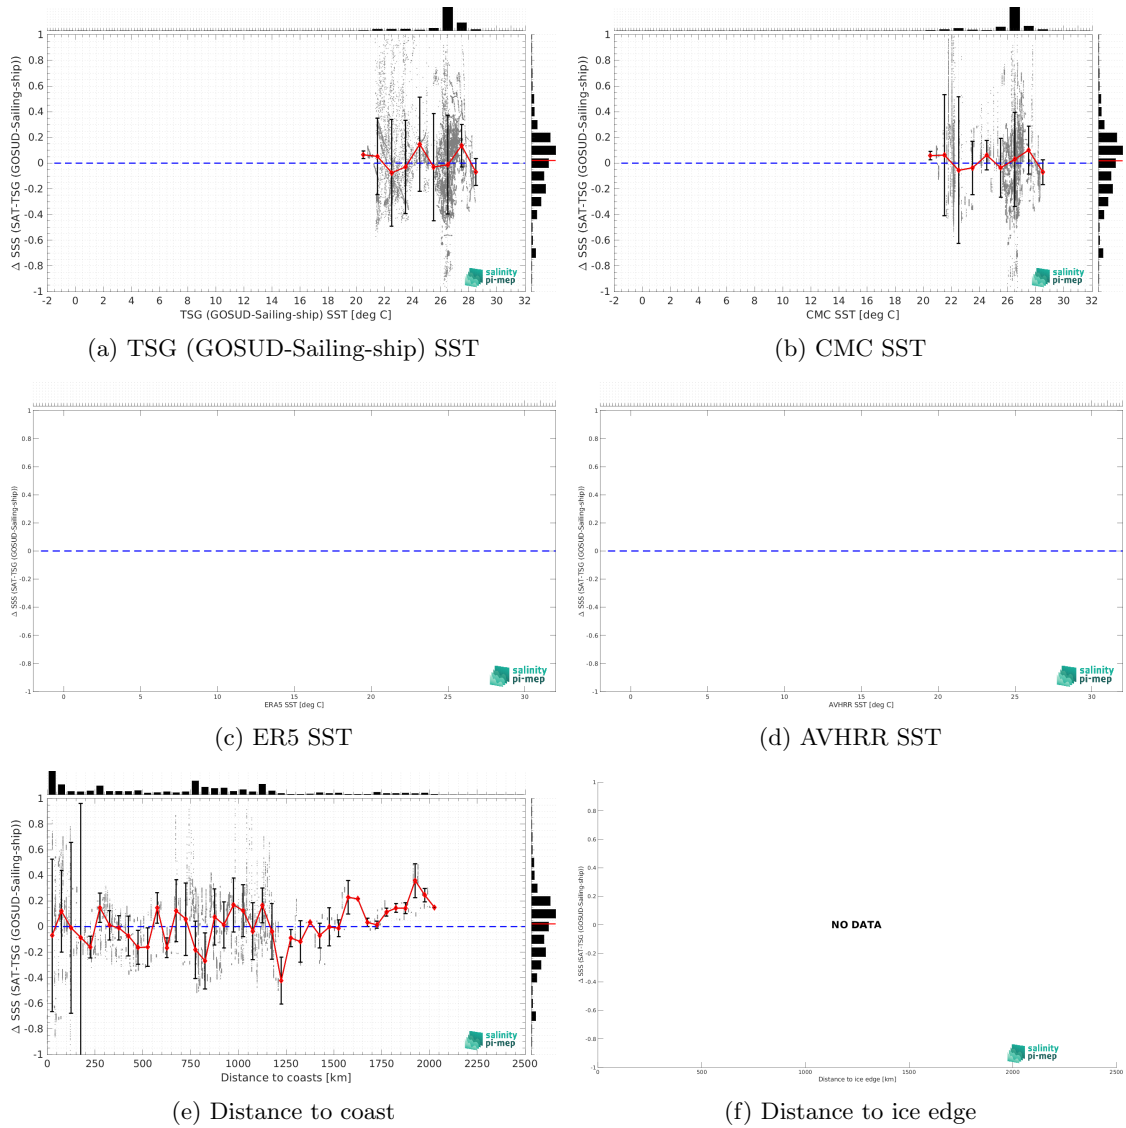 1
0.8
0.6
0.4
0.2
0
-0.2
-0.4
-0.6
-0.8
-1
Δ SSS (SAT-TSG (GOSUD-Sailing-ship))
-2 0 2 4 6 8 10 12 14 16 18 20 22 24 26 28 30 32
TSG (GOSUD-Sailing-ship) SST [deg C]
salinity
pi-mep
(a) TSG (GOSUD-Sailing-ship) SST
1
0.8
0.6
0.4
0.2
0
-0.2
-0.4
-0.6
-0.8
-1
Δ SSS (SAT-TSG (GOSUD-Sailing-ship))
-2 0 2 4 6 8 10 12 14 16 18 20 22 24 26 28 30 32
CMC SST [deg C]
salinity
pi-mep
(b) CMC SST
1
0.8
0.6
0.4
0.2
0
-0.2
-0.4
-0.6
-0.8
-1
Δ SSS (SAT-TSG (GOSUD-Sailing-ship))
0 5 10 15 20 25 30
ERA5 SST [deg C]
salinity
pi-mep
(c) ER5 SST
1
0.8
0.6
0.4
0.2
0
-0.2
-0.4
-0.6
-0.8
-1
Δ SSS (SAT-TSG (GOSUD-Sailing-ship))
0 5 10 15 20 25 30
AVHRR SST [deg C]
salinity
pi-mep
(d) AVHRR SST
1
0.8
0.6
0.4
0.2
0
-0.2
-0.4
-0.6
-0.8
-1
Δ SSS (SAT-TSG (GOSUD-Sailing-ship))
0 250 500 750 1000 1250 1500 1750 2000 2250 2500
Distance to coasts [km]
salinity
pi-mep
(e) Distance to coast
1
0.8
0.6
0.4
0.2
0
-0.2
-0.4
-0.6
-0.8
-1
Δ SSS (SAT-TSG (GOSUD-Sailing-ship))
NO DATA
0 500 1000 1500 2000 2500
Distance to ice edge [km]
salinity
pi-mep
(f) Distance to ice edge